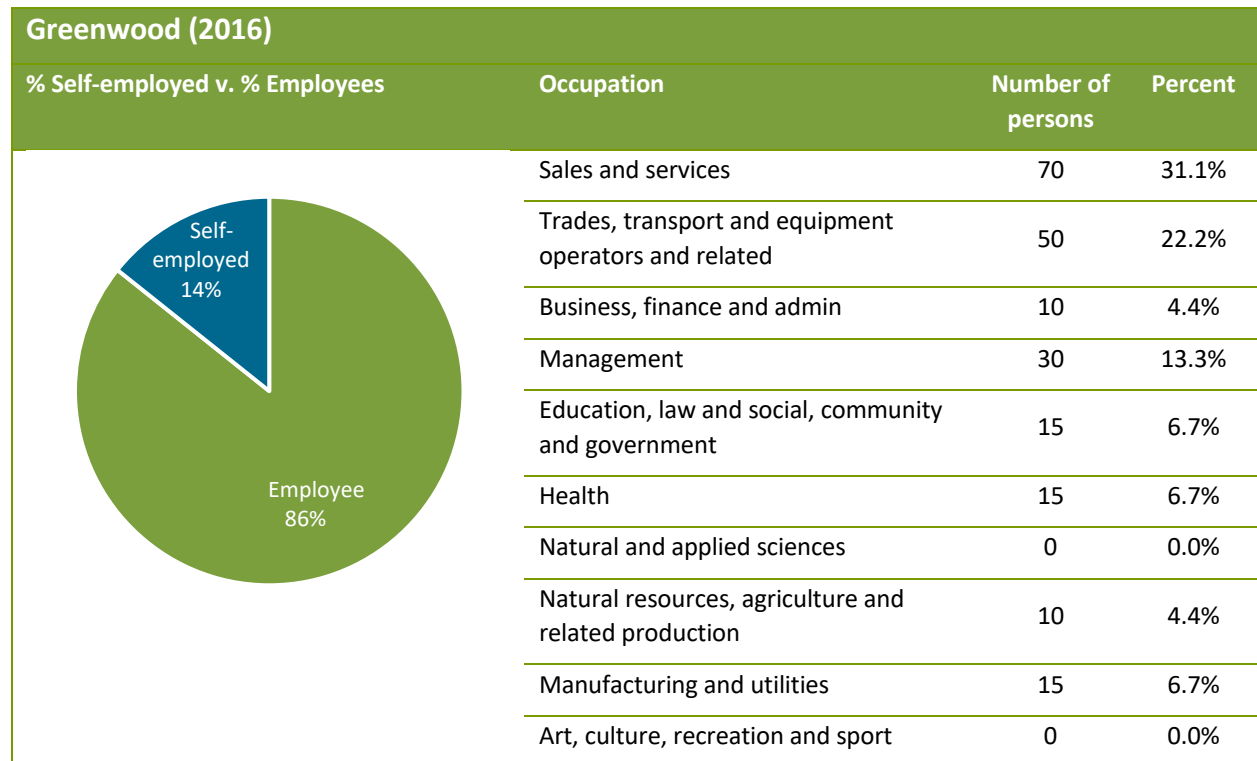 Greenwood (2016)
% Self-employed v. % Employees Occupation Number of Percent
persons
Self-
employed
14%
Employee
86%
Sales and services 70 31.1%
Trades, transport and equipment
operators and related 50 22.2%
Business, finance and admin 10 4.4%
Management 30 13.3%
Education, law and social, community
and government 15 6.7%
Health 15 6.7%
Natural and applied sciences 0 0.0%
Natural resources, agriculture and
related production 10 4.4%
Manufacturing and utilities 15 6.7%
Art, culture, recreation and sport 0 0.0%